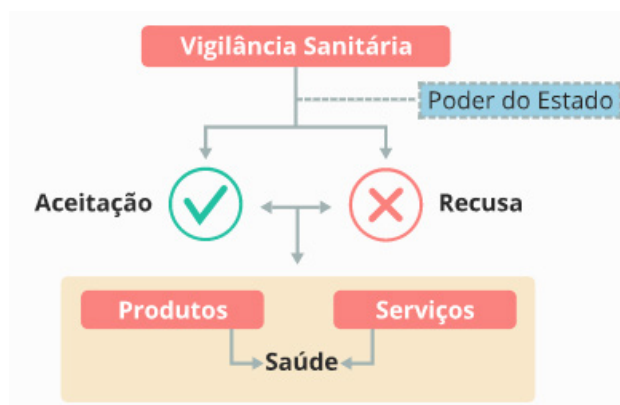 Vigilância Sanitária
Poder do Estado
Aceitação
Recusa
Produtos
Serviços
Saúde